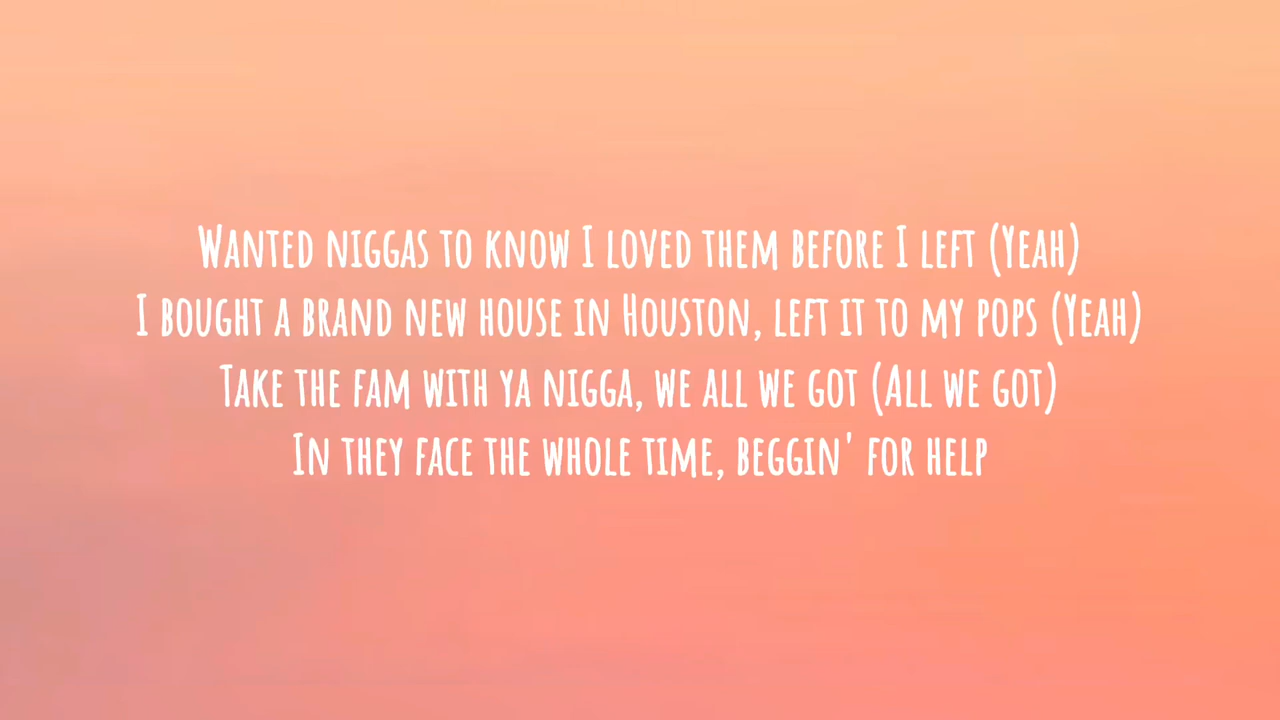 Wanted niggas to know I loved them before I left (Yeah)
I bought a brand new house in Houston, left it to my pops (Yeah)
Take the fam with ya nigga, we all we got (All we got)
In they face the whole time, beggin' for help